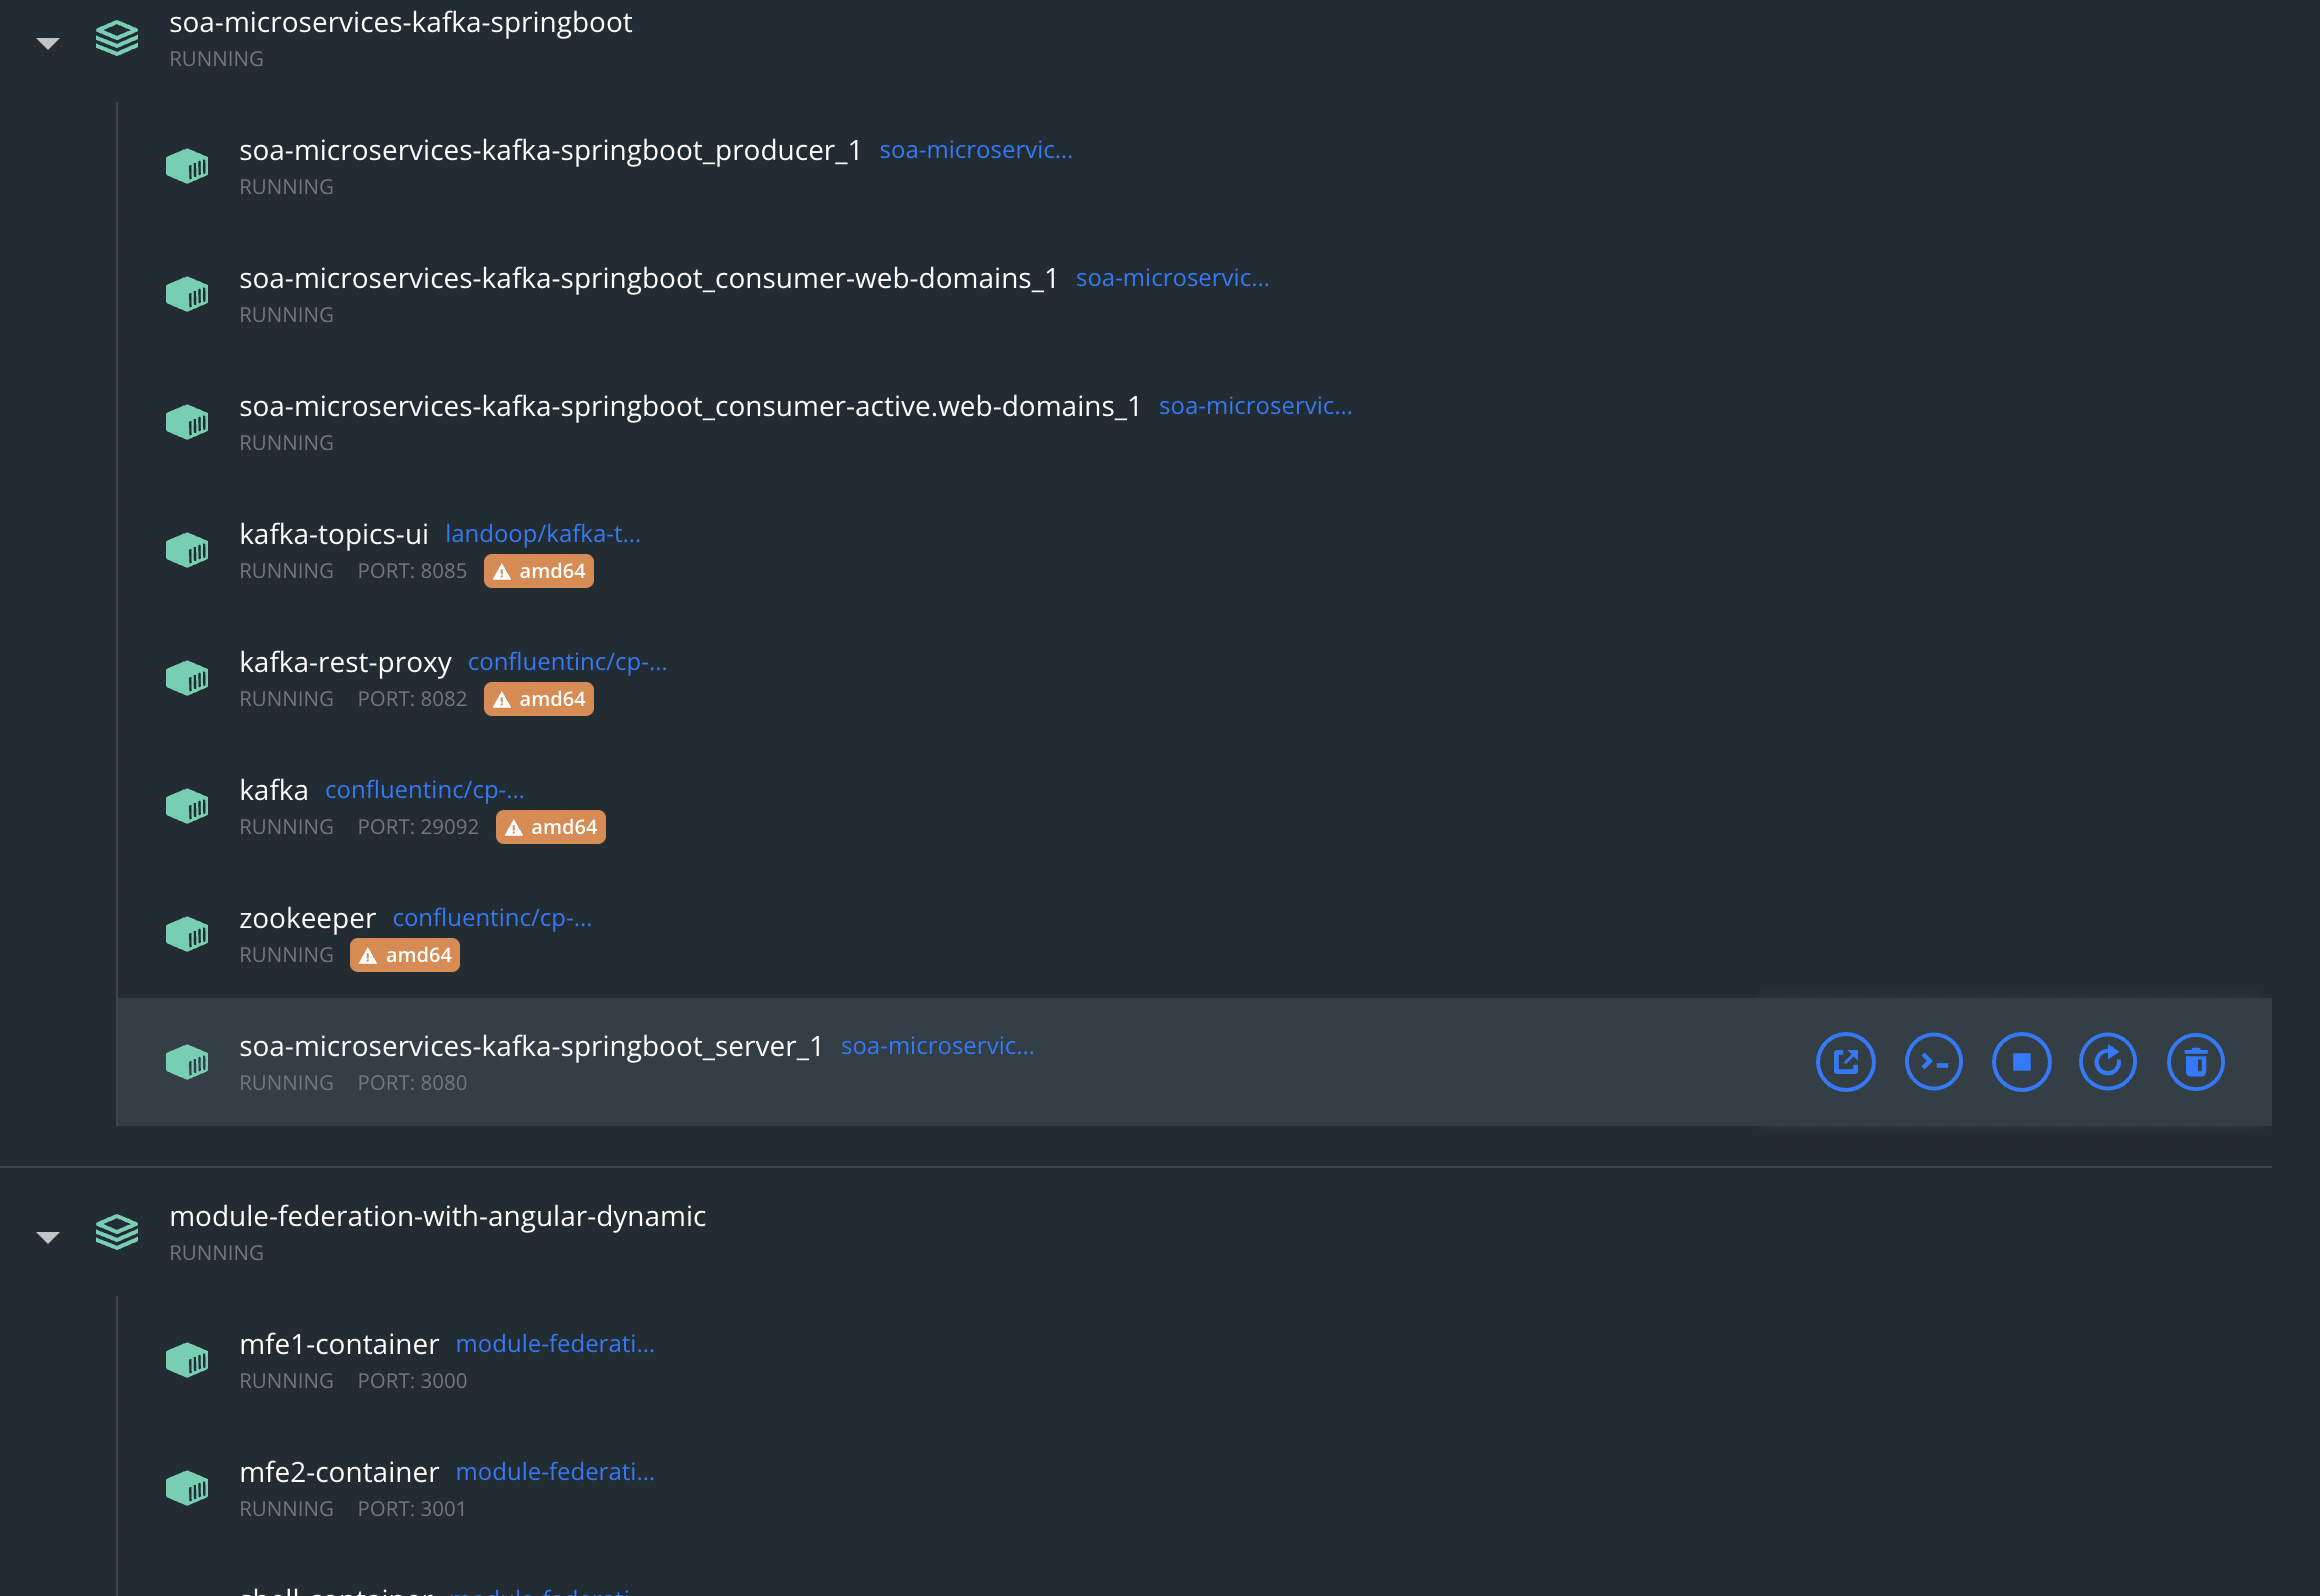 soa-microservices-kafka-springboot
RUNNING
soa-microservices-kafka-springboot_producer_1 soa-microservic...
RUNNING
soa-microservices-kafka-springboot_consumer-web-domains_1 soa-microservic...
RUNNING
soa-microservices-kafka-springboot_consumer-active.web-domains_1 soa-microservic...
RUNNING
kafka-topics-ui landoop/kafka-t...
RUNNING PORT: 8085 amd64
kafka-rest-proxy confluentinc/cp-...
RUNNING PORT: 8082 amd64
kafka confluentinc/cp-...
RUNNING PORT: 29092 amd64
zookeeper confluentinc/cp-...
RUNNING amd64
soa-microservices-kafka-springboot_server_1 soa-microservic...
RUNNING PORT: 8080
module-federation-with-angular-dynamic
RUNNING
mfe1-container module-federati...
RUNNING PORT: 3000
mfe2-container module-federati...
RUNNING PORT: 3001
shell-container module-federati...